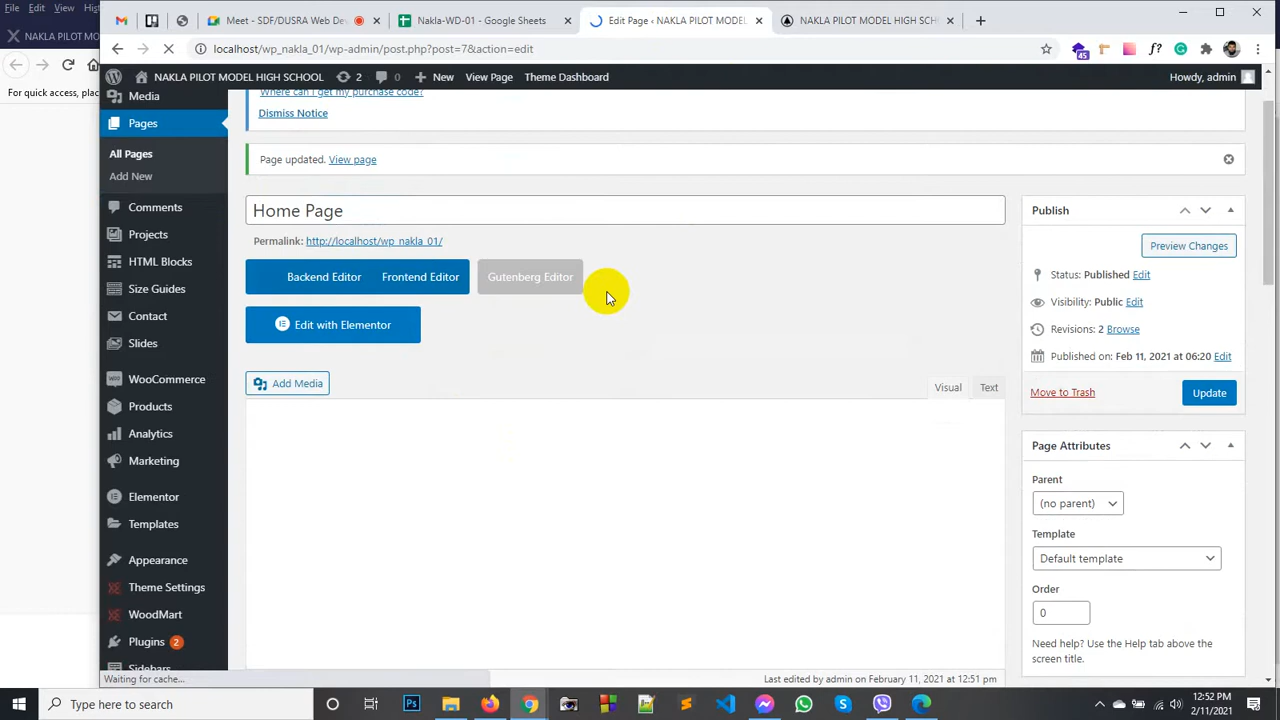 File Edit View His
NAKLA PILOT MO
For quick access, plac
Meet - SDF/DUSRA Web Dev
Nakla-WD-01 - Google Sheets
Edit Page ‹ NAKLA PILOT MODEL
NAKLA PILOT MODEL HIGH SCH
localhost/wp_nakla_01/wp-admin/post.php?post=7&action=edit
45
f?
NAKLA PILOT MODEL HIGH SCHOOL
2
0
New
View Page
Theme Dashboard
Howdy, admin
Media
Pages
All Pages
Add New
Comments
Projects
HTML Blocks
Size Guides
Contact
Slides
WooCommerce
Products
Analytics
Marketing
Elementor
Templates
Appearance
Theme Settings
WoodMart
Plugins 2
Sidebars
Where can I get my purchase code?
Dismiss Notice
Page updated. View page
Home Page
Permalink: http://localhost/wp_nakla_01/
Backend Editor
Frontend Editor
Gutenberg Editor
Edit with Elementor
Add Media
Visual
Text
Publish
Preview Changes
Status: Published Edit
Visibility: Public Edit
Revisions: 2 Browse
Published on: Feb 11, 2021 at 06:20 Edit
Move to Trash
Update
Page Attributes
Parent
(no parent)
Template
Default template
Order
0
Need help? Use the Help tab above the
screen title.
Waiting for cache...
Last edited by admin on February 11, 2021 at 12:51 pm
Type here to search
Ps
12:52 PM
2/11/2021